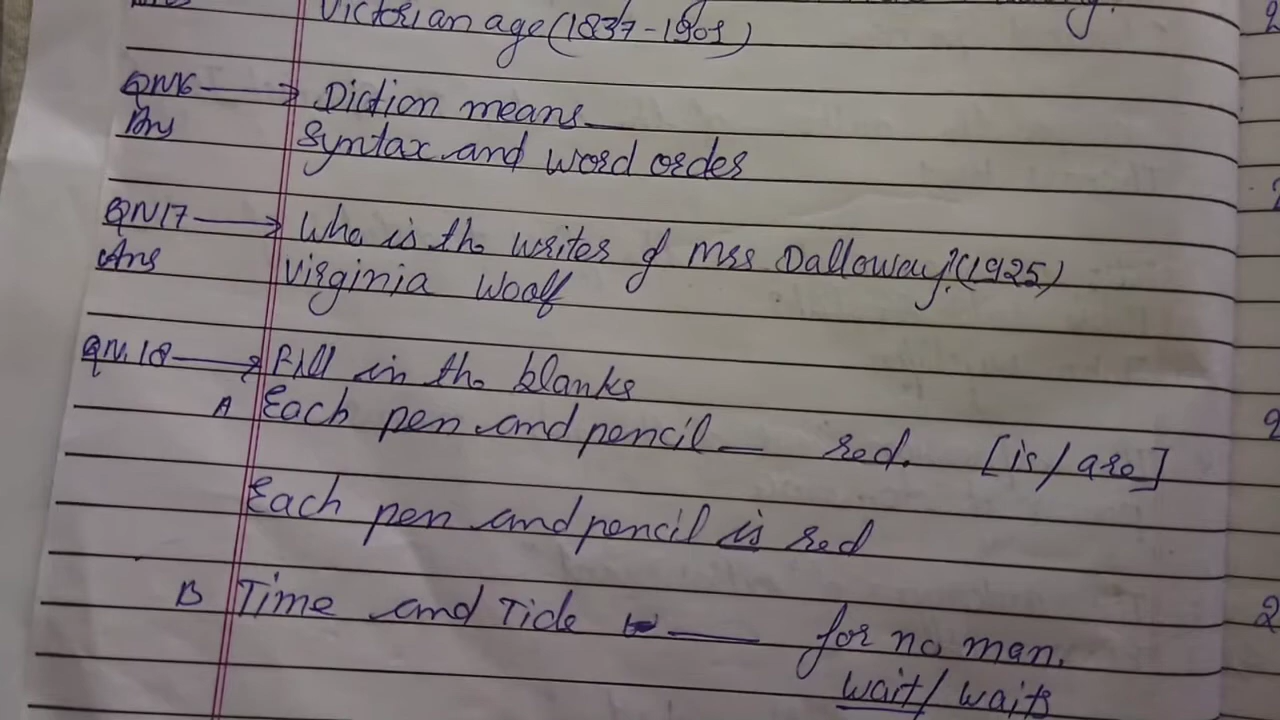 Victorian age (1837-1901)
QN16 → Diction means
Ans Syntax and word order
QN17 → Who is the writer of Mrs Dalloway? (1925)
Ans Virginia Woolf
QN.18 → Fill in the blanks
A Each pen and pencil _ red. [is/are]
Each pen and pencil is red
B Time and Tide __ for no man.
wait/waits